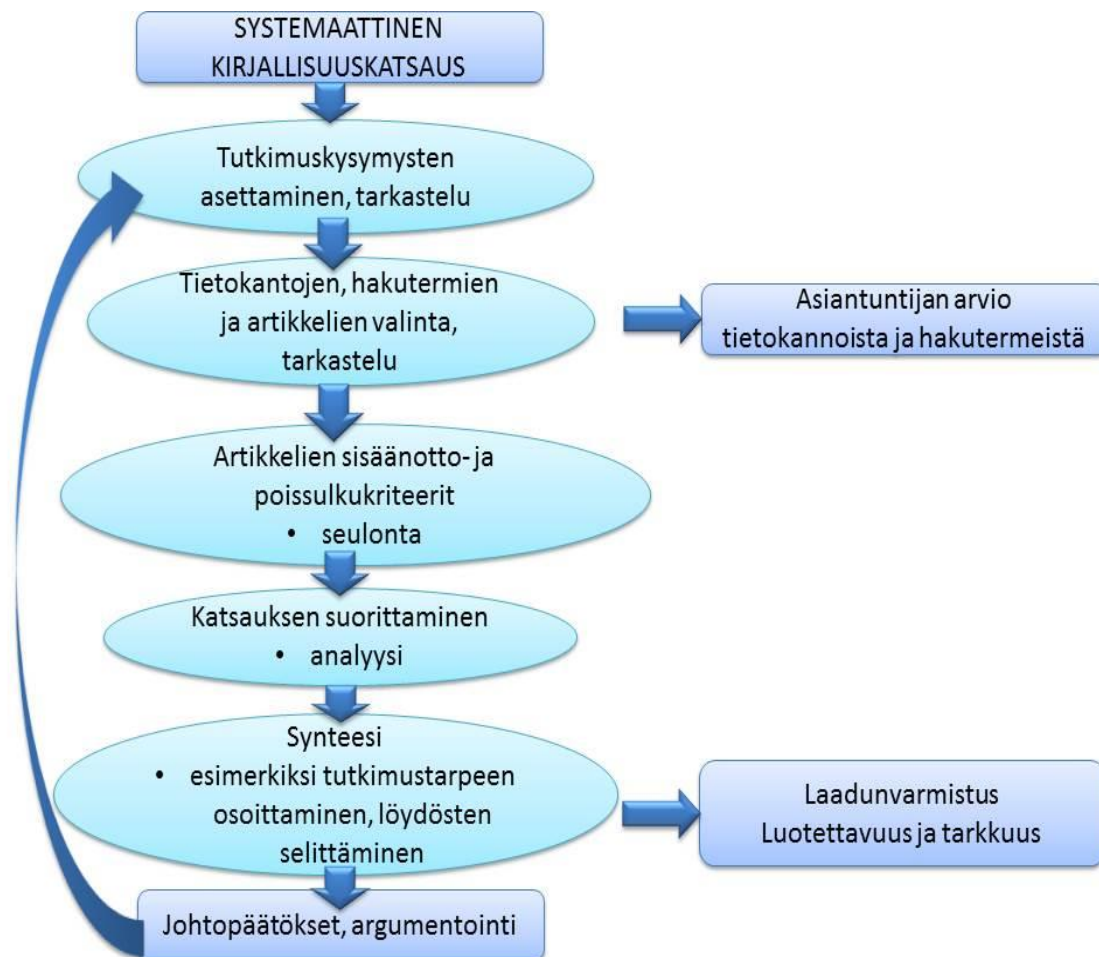 SYSTEMAATTINEN
KIRJALLISUUSKATSAUS
Tutkimuskysymysten
asettaminen, tarkastelu
Tietokantojen, hakutermien
ja artikkelien valinta,
tarkastelu
Asiantuntijan arvio
tietokannoista ja hakutermeistä
Artikkelien sisäänotto- ja
poissulkukriteerit
• seulonta
Katsauksen suorittaminen
• analyysi
Synteesi
• esimerkiksi tutkimustarpeen
osoittaminen, löydösten
selittäminen
Laadunvarmistus
Luotettavuus ja tarkkuus
Johtopäätökset, argumentointi